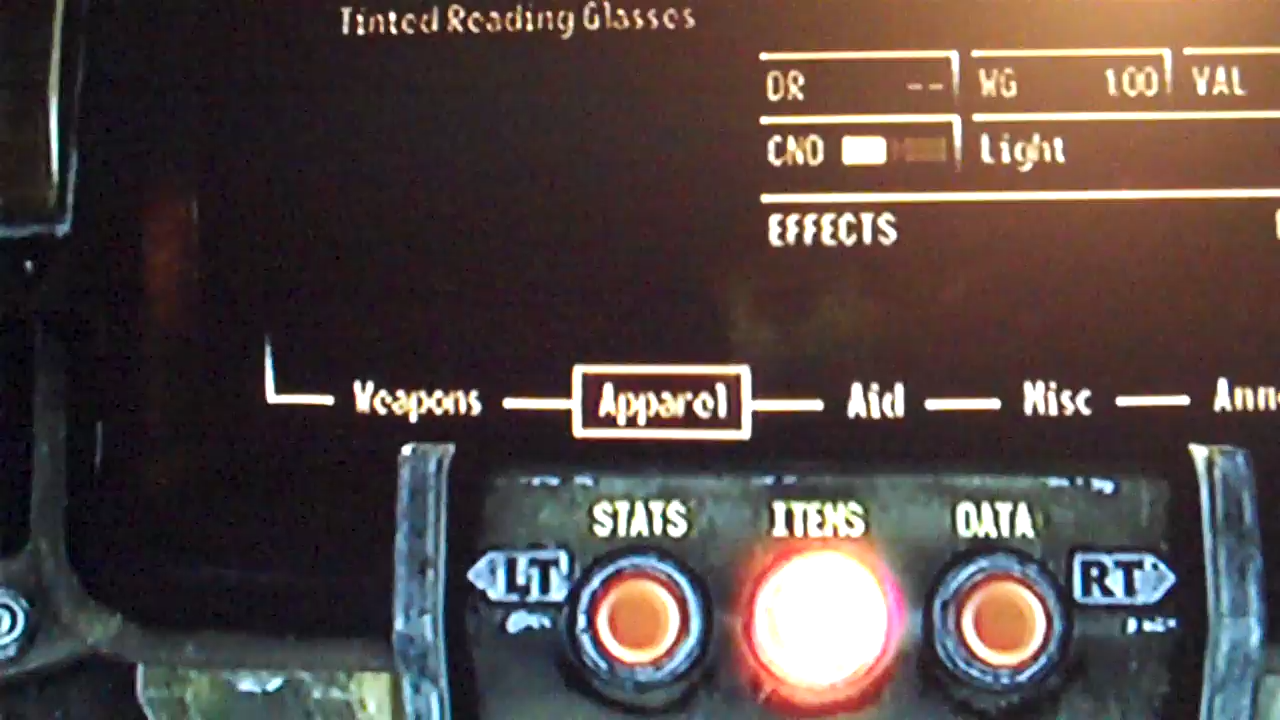 Tinted Reading Glasses
DR -- WG 100 VAL
CND Light
EFFECTS
Weapons Apparel Aid Misc Amm
STATS ITEMS DATA
LT RT